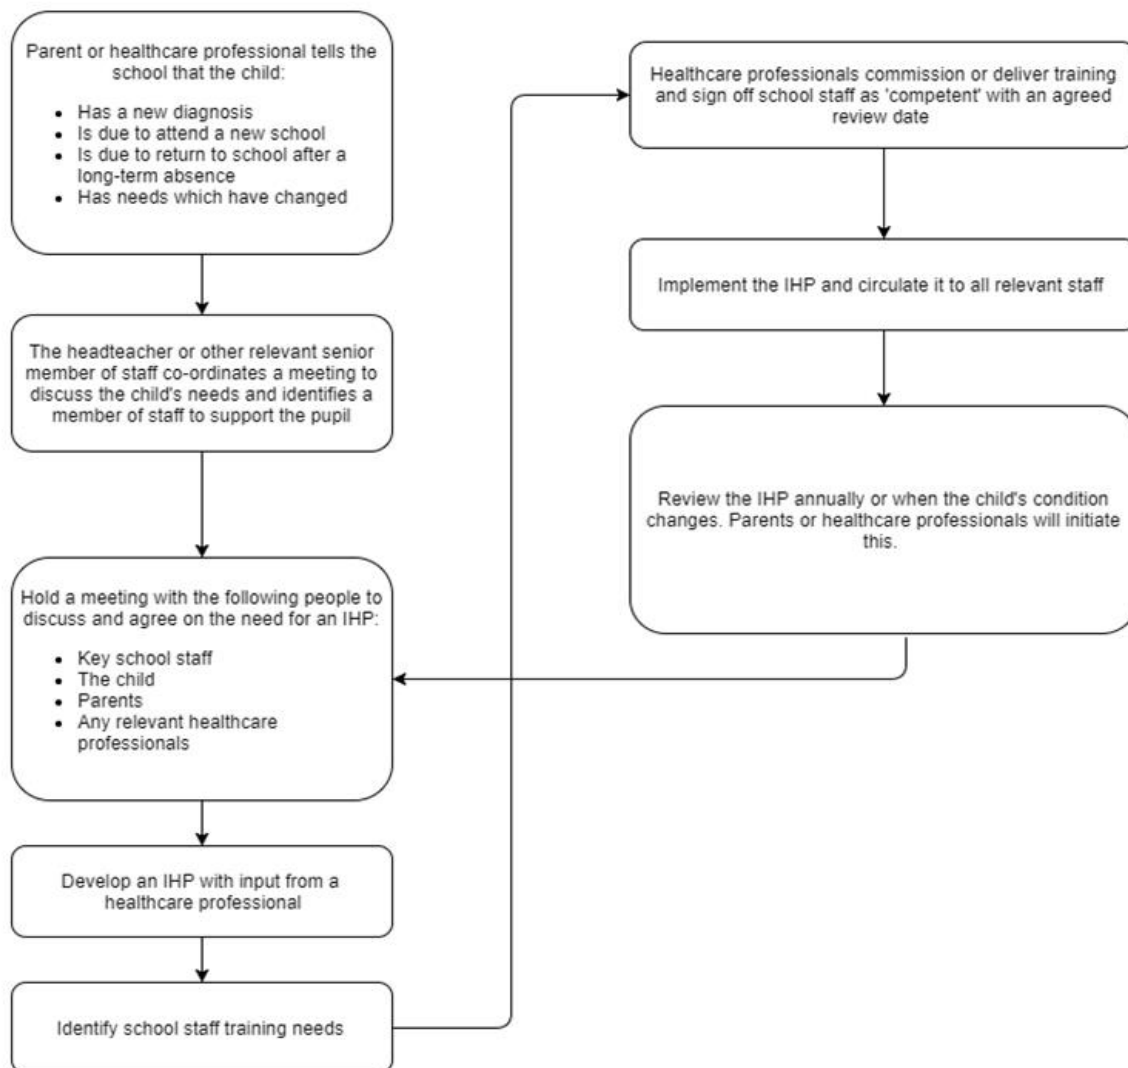 Parent or healthcare professional tells the
school that the child:
• Has a new diagnosis
• Is due to attend a new school
• Is due to return to school after a
long-term absence
• Has needs which have changed
The headteacher or other relevant senior
member of staff co-ordinates a meeting to
discuss the child's needs and identifies a
member of staff to support the pupil
Hold a meeting with the following people to
discuss and agree on the need for an IHP:
• Key school staff
• The child
• Parents
• Any relevant healthcare
professionals
Develop an IHP with input from a
healthcare professional
Identify school staff training needs
Healthcare professionals commission or deliver training
and sign off school staff as 'competent' with an agreed
review date
Implement the IHP and circulate it to all relevant staff
Review the IHP annually or when the child's condition
changes. Parents or healthcare professionals will initiate
this.